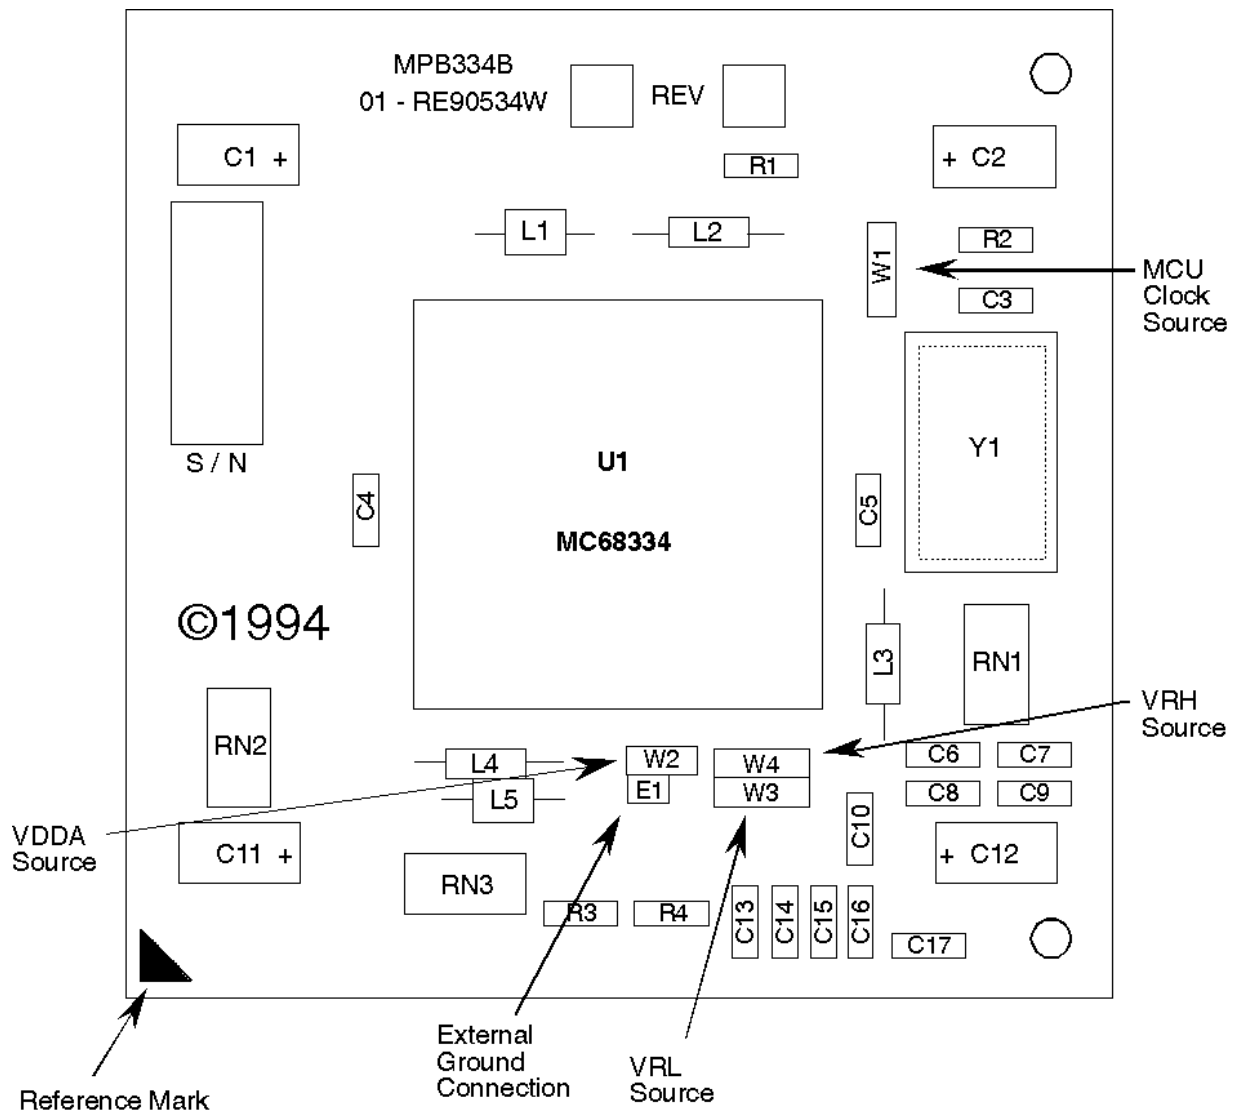 MPB334B
01 - RE90534W
REV
C1 +
+ C2
R1
L1
L2
W1
R2
C3
MCU
Clock
Source
S / N
U1
MC68334
Y1
C4
C5
©1994
L3
RN1
RN2
VRH
Source
L4
L5
W2
E1
W4
W3
C6
C7
C8
C9
VDDA
Source
C11 +
C10
+ C12
RN3
R3
R4
C13
C14
C15
C16
C17
External
Ground
Connection
VRL
Source
Reference Mark